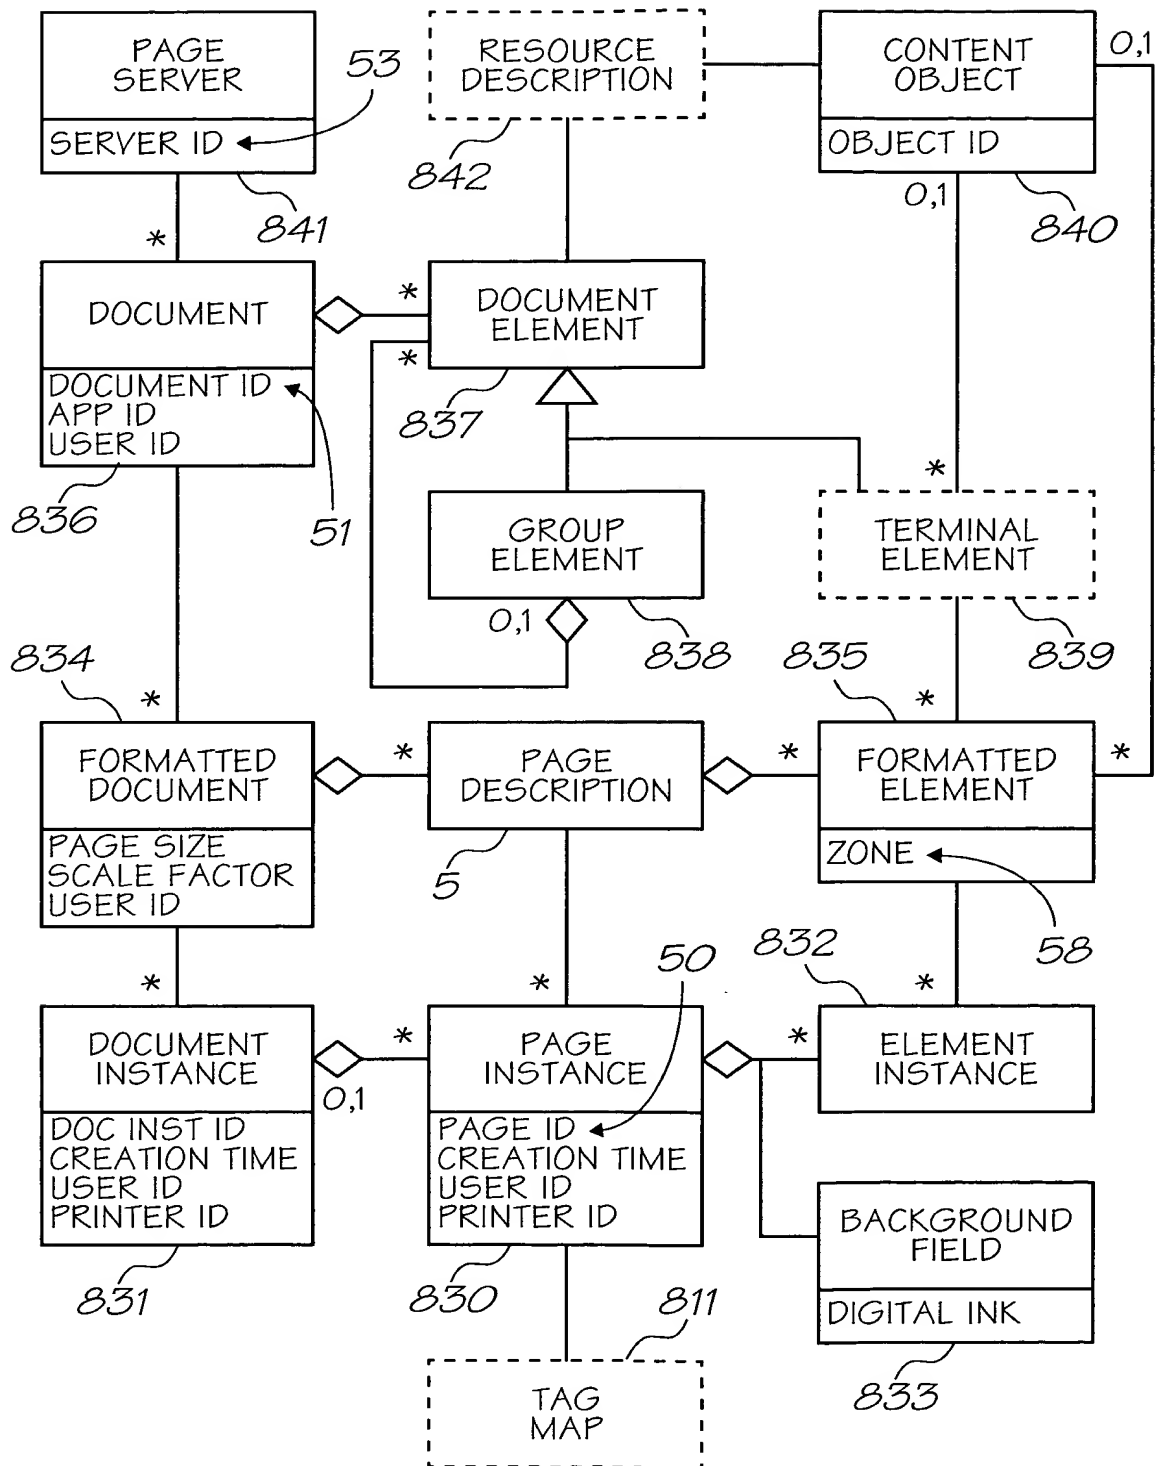 PAGE
SERVER
SERVER ID
53
841
RESOURCE
DESCRIPTION
842
CONTENT
OBJECT
OBJECT ID
840
0,1
0,1
*
DOCUMENT
DOCUMENT ID
APP ID
USER ID
836
51
*
*
DOCUMENT
ELEMENT
837
GROUP
ELEMENT
838
0,1
*
TERMINAL
ELEMENT
839
834
*
FORMATTED
DOCUMENT
PAGE SIZE
SCALE FACTOR
USER ID
*
PAGE
DESCRIPTION
5
*
835
*
FORMATTED
ELEMENT
ZONE
58
*
*
DOCUMENT
INSTANCE
DOC INST ID
CREATION TIME
USER ID
PRINTER ID
831
0,1
*
*
50
PAGE
INSTANCE
PAGE ID
CREATION TIME
USER ID
PRINTER ID
830
*
832
*
ELEMENT
INSTANCE
BACKGROUND
FIELD
DIGITAL INK
833
811
TAG
MAP